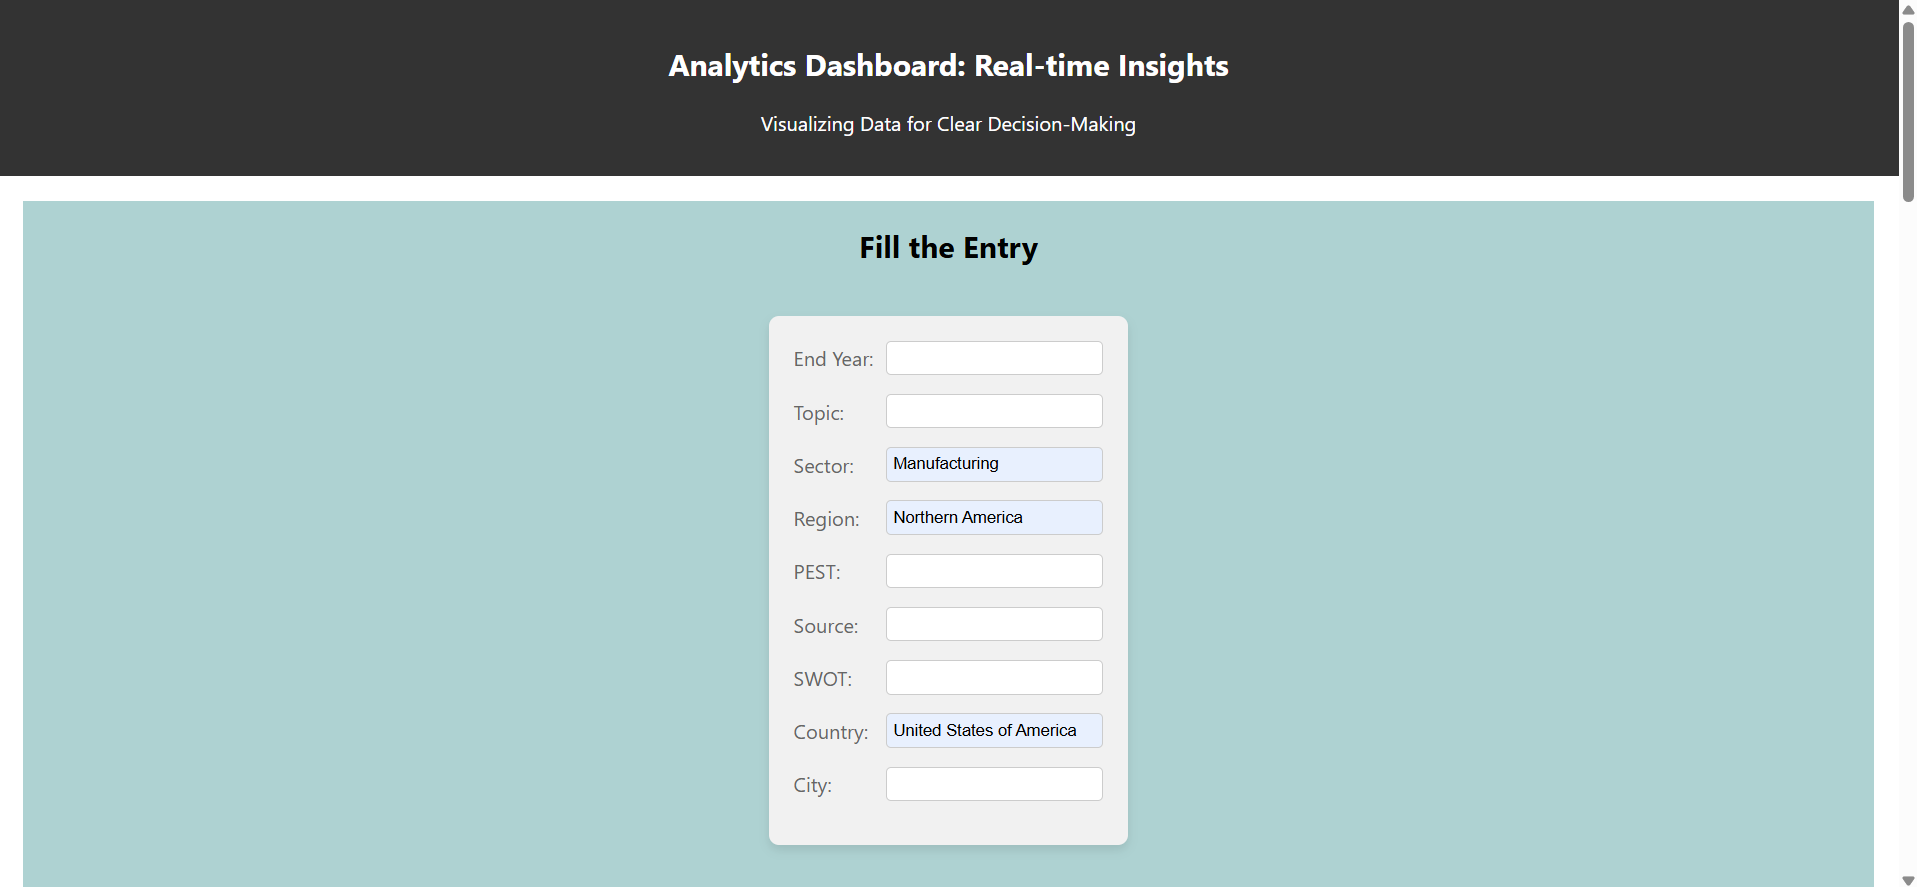 Analytics Dashboard: Real-time Insights
Visualizing Data for Clear Decision-Making
Fill the Entry
End Year:
Topic:
Sector: Manufacturing
Region: Northern America
PEST:
Source:
SWOT:
Country: United States of America
City: